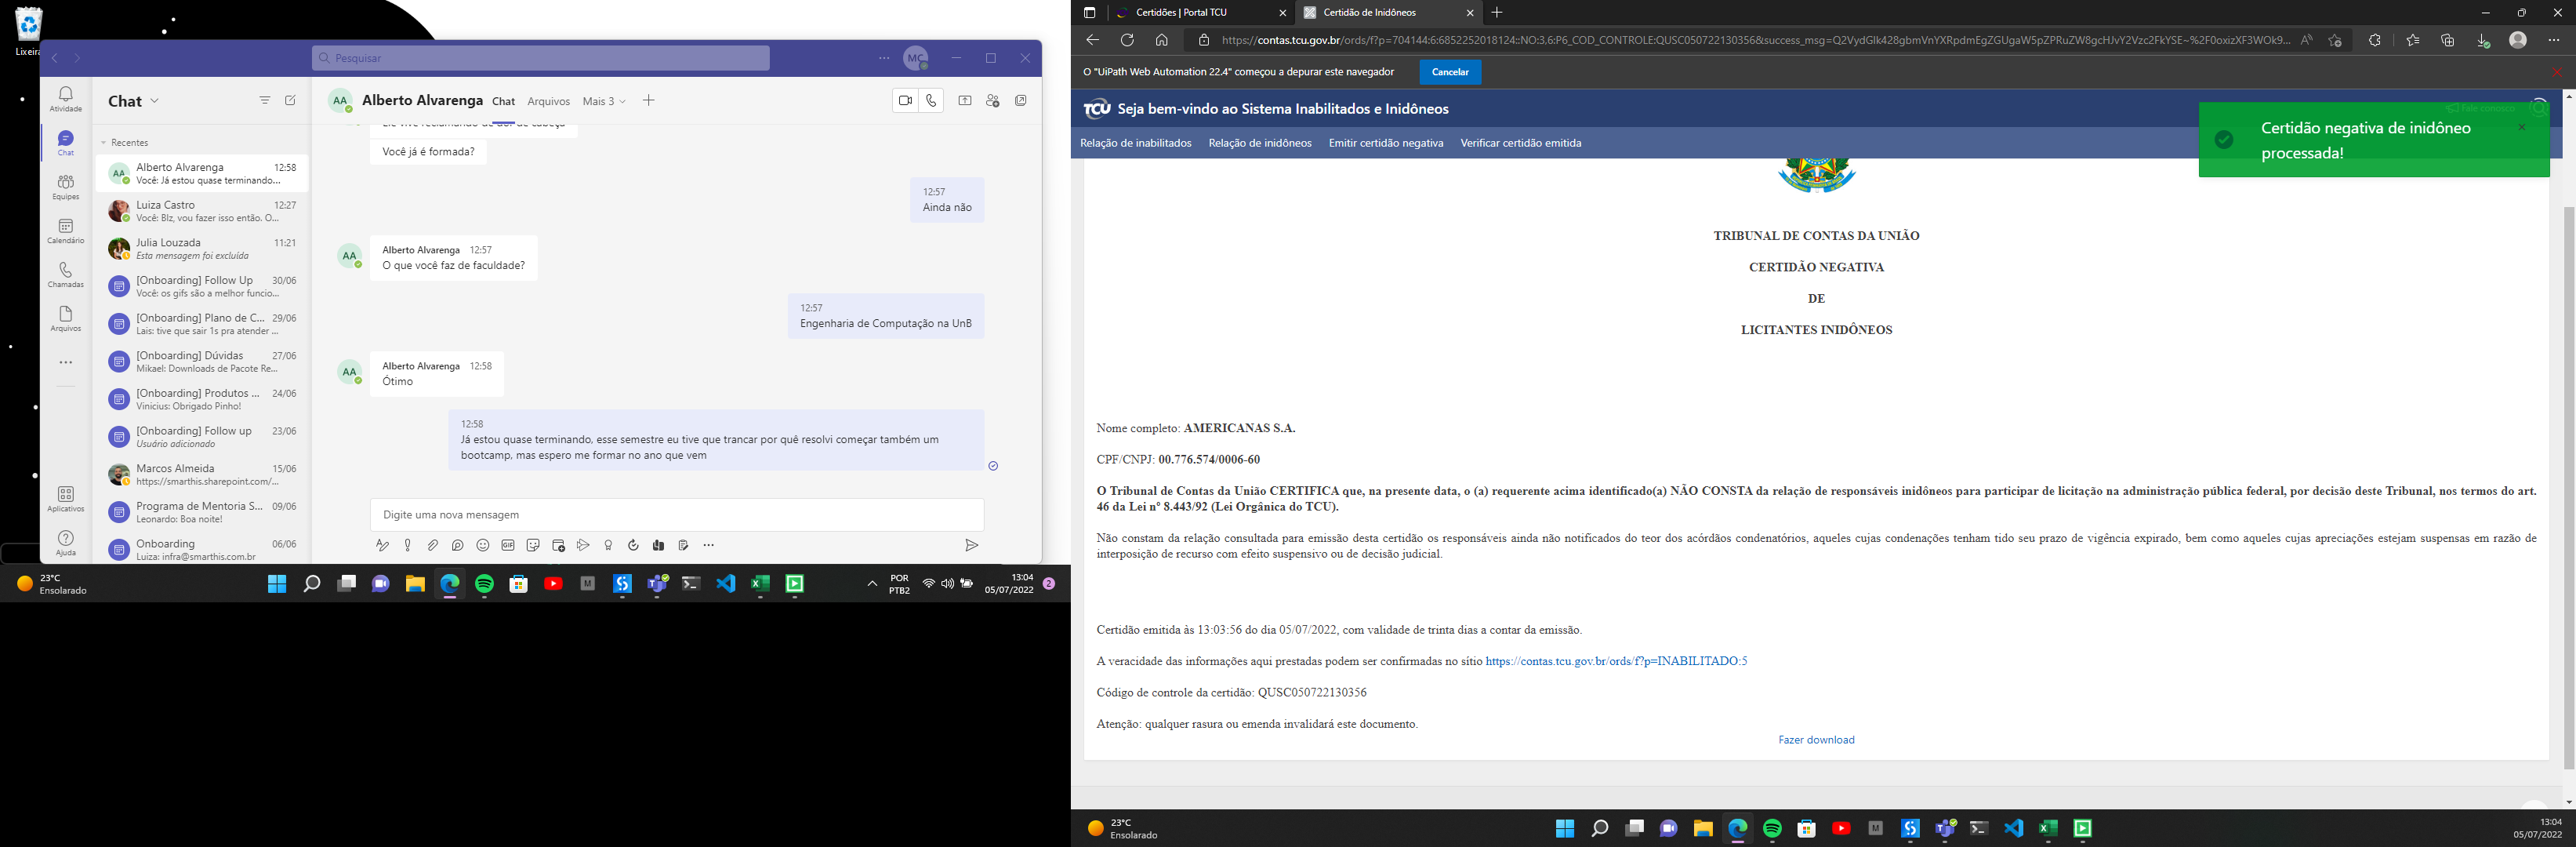 Lixeira
Pesquisar
MC
Atividade
Chat
Equipes
Calendário
Chamadas
Arquivos
Aplicativos
Ajuda
Chat
Recentes
AA
Alberto Alvarenga 12:58
Você: Já estou quase terminando...
Luiza Castro 12:27
Você: Blz, vou fazer isso então. O...
Julia Louzada 11:21
Esta mensagem foi excluída
[Onboarding] Follow Up 30/06
Você: os gifs são a melhor funcio...
[Onboarding] Plano de C... 29/06
Lais: tive que sair 1s pra atender ...
[Onboarding] Dúvidas 27/06
Mikael: Downloads de Pacote Re...
[Onboarding] Produtos ... 24/06
Vinicius: Obrigado Pinho!
[Onboarding] Follow up 23/06
Usuário adicionado
Marcos Almeida 15/06
https://smarthis.sharepoint.com/...
Programa de Mentoria S... 09/06
Leonardo: Boa noite!
Onboarding 06/06
Luiza: infra@smarthis.com.br
AA Alberto Alvarenga Chat Arquivos Mais 3
Ele vive reclamando de dor de cabeça
Você já é formada?
12:57
Ainda não
AA
Alberto Alvarenga 12:57
O que você faz de faculdade?
12:57
Engenharia de Computação na UnB
AA
Alberto Alvarenga 12:58
Ótimo
12:58
Já estou quase terminando, esse semestre eu tive que trancar por quê resolvi começar também um
bootcamp, mas espero me formar no ano que vem
Digite uma nova mensagem
GIF
23°C
Ensolarado
M
POR
PTB2
13:04
05/07/2022
2
Certidões | Portal TCU
Certidão de Inidôneos
https://contas.tcu.gov.br/ords/f?p=704144:6:6852252018124::NO:3,6:P6_COD_CONTROLE:QUSC050722130356&success_msg=Q2VydGlk428gbmVnYXRpdmEgZGUgaW5pZPRuZW8gcHJvY2Vzc2FkYSE~%2F0oxizXF3WOk9...
O "UiPath Web Automation 22.4" começou a depurar este navegador
Cancelar
TCU Seja bem-vindo ao Sistema Inabilitados e Inidôneos
Fale conosco
Relação de inabilitados
Relação de inidôneos
Emitir certidão negativa
Verificar certidão emitida
Certidão negativa de inidôneo
processada!
TRIBUNAL DE CONTAS DA UNIÃO
CERTIDÃO NEGATIVA
DE
LICITANTES INIDÔNEOS
Nome completo: AMERICANAS S.A.
CPF/CNPJ: 00.776.574/0006-60
O Tribunal de Contas da União CERTIFICA que, na presente data, o (a) requerente acima identificado(a) NÃO CONSTA da relação de responsáveis inidôneos para participar de licitação na administração pública federal, por decisão deste Tribunal, nos termos do art.
46 da Lei nº 8.443/92 (Lei Orgânica do TCU).
Não constam da relação consultada para emissão desta certidão os responsáveis ainda não notificados do teor dos acórdãos condenatórios, aqueles cujas condenações tenham tido seu prazo de vigência expirado, bem como aqueles cujas apreciações estejam suspensas em razão de
interposição de recurso com efeito suspensivo ou de decisão judicial.
Certidão emitida às 13:03:56 do dia 05/07/2022, com validade de trinta dias a contar da emissão.
A veracidade das informações aqui prestadas podem ser confirmadas no sítio https://contas.tcu.gov.br/ords/f?p=INABILITADO:5
Código de controle da certidão: QUSC050722130356
Atenção: qualquer rasura ou emenda invalidará este documento.
Fazer download
23°C
Ensolarado
M
13:04
05/07/2022